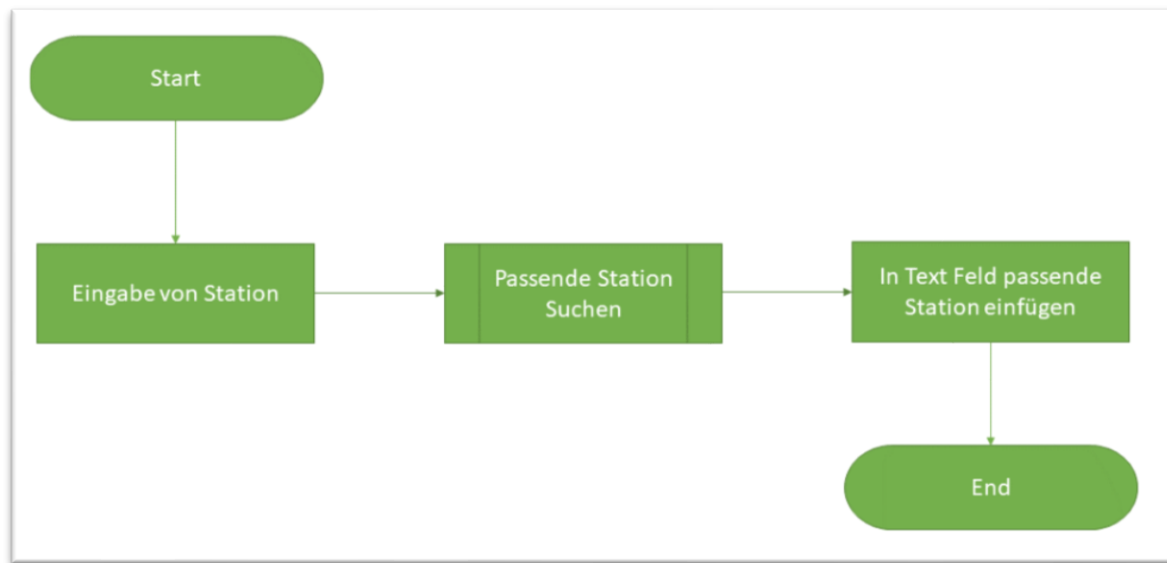 Start
Eingabe von Station
Passende Station
Suchen
In Text Feld passende
Station einfügen
End